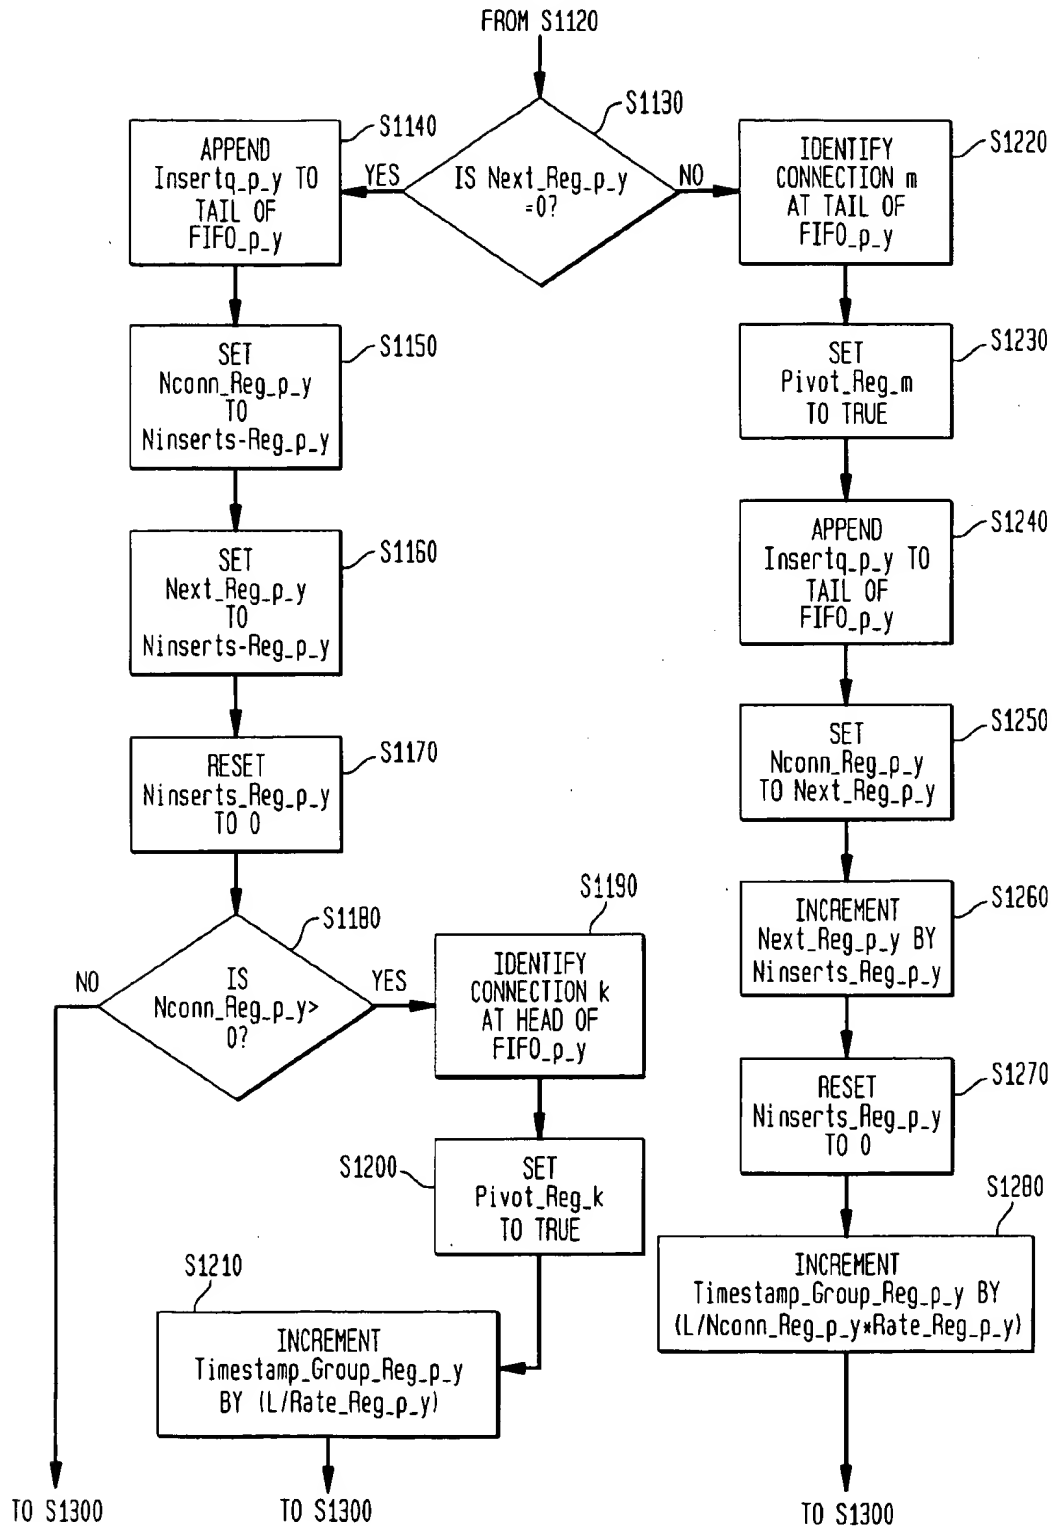 FROM S1120
S1130
IS Next_Reg_p_y
=0?
YES
NO
S1140
APPEND
Insertq_p_y TO
TAIL OF
FIFO_p_y
S1150
SET
Nconn_Reg_p_y
TO
Ninserts-Reg_p_y
S1160
SET
Next_Reg_p_y
TO
Ninserts-Reg_p_y
S1170
RESET
Ninserts_Reg_p_y
TO 0
S1180
IS
Nconn_Reg_p_y>
0?
NO
YES
S1190
IDENTIFY
CONNECTION k
AT HEAD OF
FIFO_p_y
S1200
SET
Pivot_Reg_k
TO TRUE
S1210
INCREMENT
Timestamp_Group_Reg_p_y
BY (L/Rate_Reg_p_y)
TO S1300
TO S1300
S1220
IDENTIFY
CONNECTION m
AT TAIL OF
FIFO_p_y
S1230
SET
Pivot_Reg_m
TO TRUE
S1240
APPEND
Insertq_p_y TO
TAIL OF
FIFO_p_y
S1250
SET
Nconn_Reg_p_y
TO Next_Reg_p_y
S1260
INCREMENT
Next_Reg_p_y BY
Ninserts_Reg_p_y
S1270
RESET
Ninserts_Reg_p_y
TO 0
S1280
INCREMENT
Timestamp_Group_Reg_p_y BY
(L/Nconn_Reg_p_y*Rate_Reg_p_y)
TO S1300